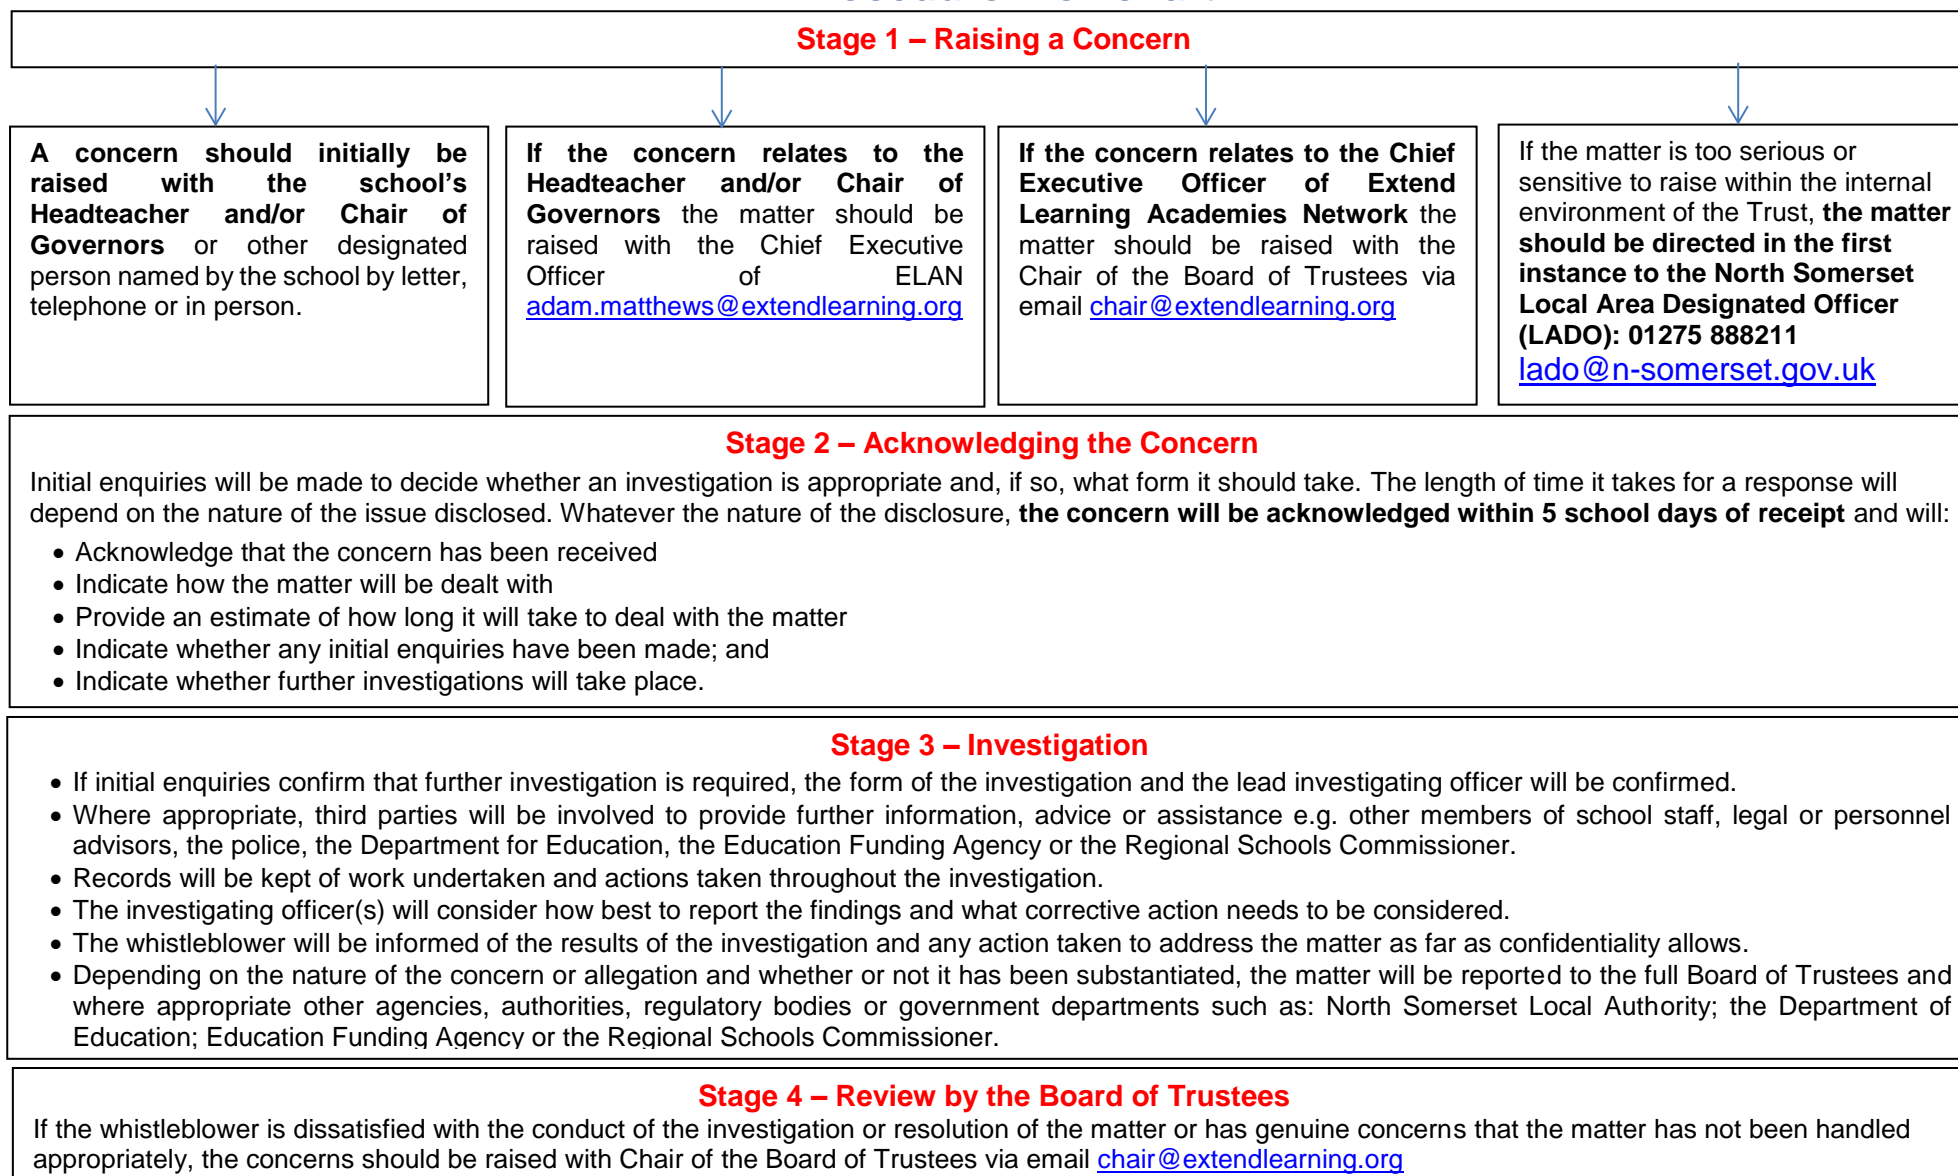 Stage 1 – Raising a Concern
A concern should initially be
raised with the school's
Headteacher and/or Chair of
Governors or other designated
person named by the school by letter,
telephone or in person.
If the concern relates to the
Headteacher and/or Chair of
Governors the matter should be
raised with the Chief Executive
Officer of ELAN
adam.matthews@extendlearning.org
If the concern relates to the Chief
Executive Officer of Extend
Learning Academies Network the
matter should be raised with the
Chair of the Board of Trustees via
email chair@extendlearning.org
If the matter is too serious or
sensitive to raise within the internal
environment of the Trust, the matter
should be directed in the first
instance to the North Somerset
Local Area Designated Officer
(LADO): 01275 888211
lado@n-somerset.gov.uk
Stage 2 – Acknowledging the Concern
Initial enquiries will be made to decide whether an investigation is appropriate and, if so, what form it should take. The length of time it takes for a response will
depend on the nature of the issue disclosed. Whatever the nature of the disclosure, the concern will be acknowledged within 5 school days of receipt and will:
• Acknowledge that the concern has been received
• Indicate how the matter will be dealt with
• Provide an estimate of how long it will take to deal with the matter
• Indicate whether any initial enquiries have been made; and
• Indicate whether further investigations will take place.
Stage 3 – Investigation
• If initial enquiries confirm that further investigation is required, the form of the investigation and the lead investigating officer will be confirmed.
• Where appropriate, third parties will be involved to provide further information, advice or assistance e.g. other members of school staff, legal or personnel
advisors, the police, the Department for Education, the Education Funding Agency or the Regional Schools Commissioner.
• Records will be kept of work undertaken and actions taken throughout the investigation.
• The investigating officer(s) will consider how best to report the findings and what corrective action needs to be considered.
• The whistleblower will be informed of the results of the investigation and any action taken to address the matter as far as confidentiality allows.
• Depending on the nature of the concern or allegation and whether or not it has been substantiated, the matter will be reported to the full Board of Trustees and
where appropriate other agencies, authorities, regulatory bodies or government departments such as: North Somerset Local Authority; the Department of
Education; Education Funding Agency or the Regional Schools Commissioner.
Stage 4 – Review by the Board of Trustees
If the whistleblower is dissatisfied with the conduct of the investigation or resolution of the matter or has genuine concerns that the matter has not been handled
appropriately, the concerns should be raised with Chair of the Board of Trustees via email chair@extendlearning.org